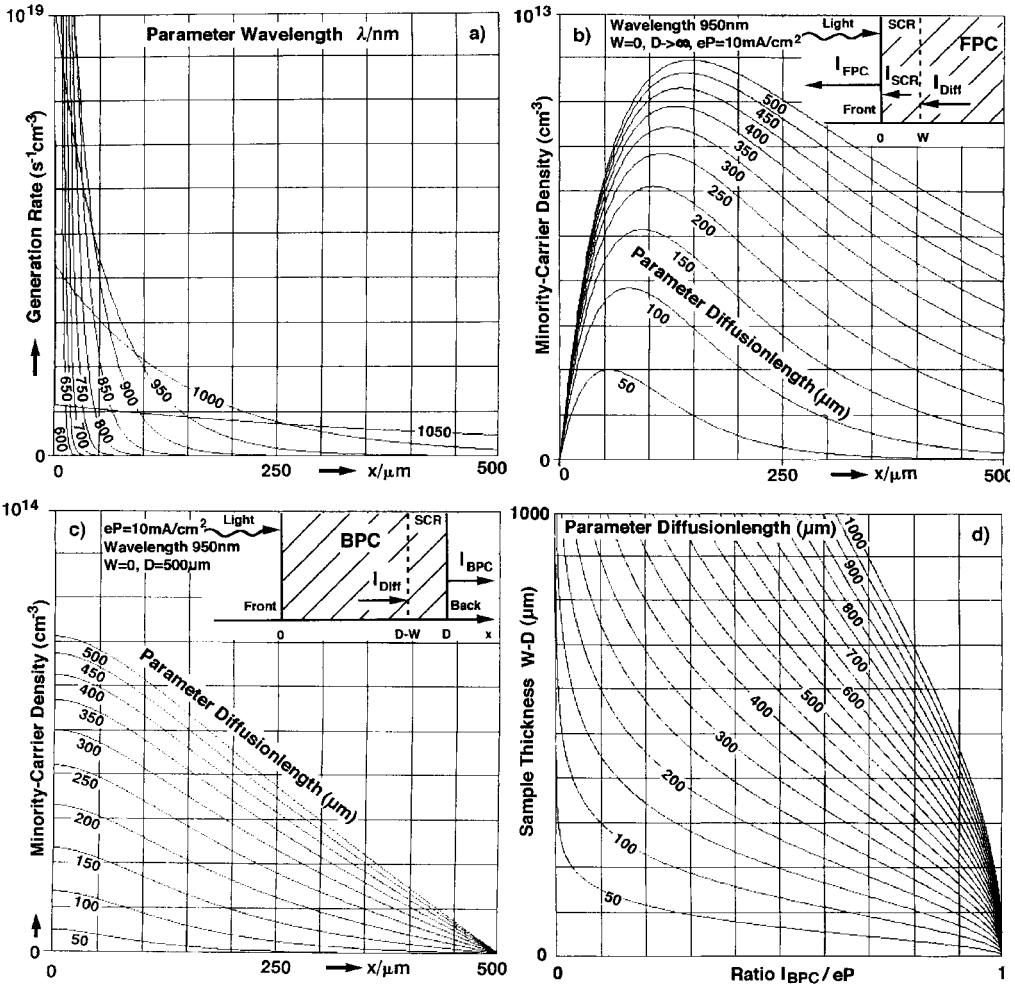 10^19
Parameter Wavelength λ/nm
a)
Generation Rate (s^-1cm^-3)
600
650
700
750
800
850
900
950
1000
1050
0
0
250
500
x/μm
10^13
b)
Wavelength 950nm
W=0, D->∞, eP=10mA/cm^2
Light
SCR
FPC
I_FPC
I_SCR
I_Diff
Front
0
W
Minority-Carrier Density (cm^-3)
500
450
400
350
300
250
200
150
100
50
Parameter Diffusionlength (μm)
0
0
250
500
x/μm
10^14
c)
eP=10mA/cm^2
Wavelength 950nm
W=0, D=500μm
Light
BPC
SCR
I_BPC
I_Diff
Front
Back
0
D-W
D
x
Minority-Carrier Density (cm^-3)
Parameter Diffusionlength (μm)
500
450
400
350
300
250
200
150
100
50
0
0
250
500
x/μm
1000
Parameter Diffusionlength (μm)
d)
Sample Thickness W-D (μm)
1000
900
800
700
600
500
400
300
200
100
50
0
0
1
Ratio I_BPC/eP